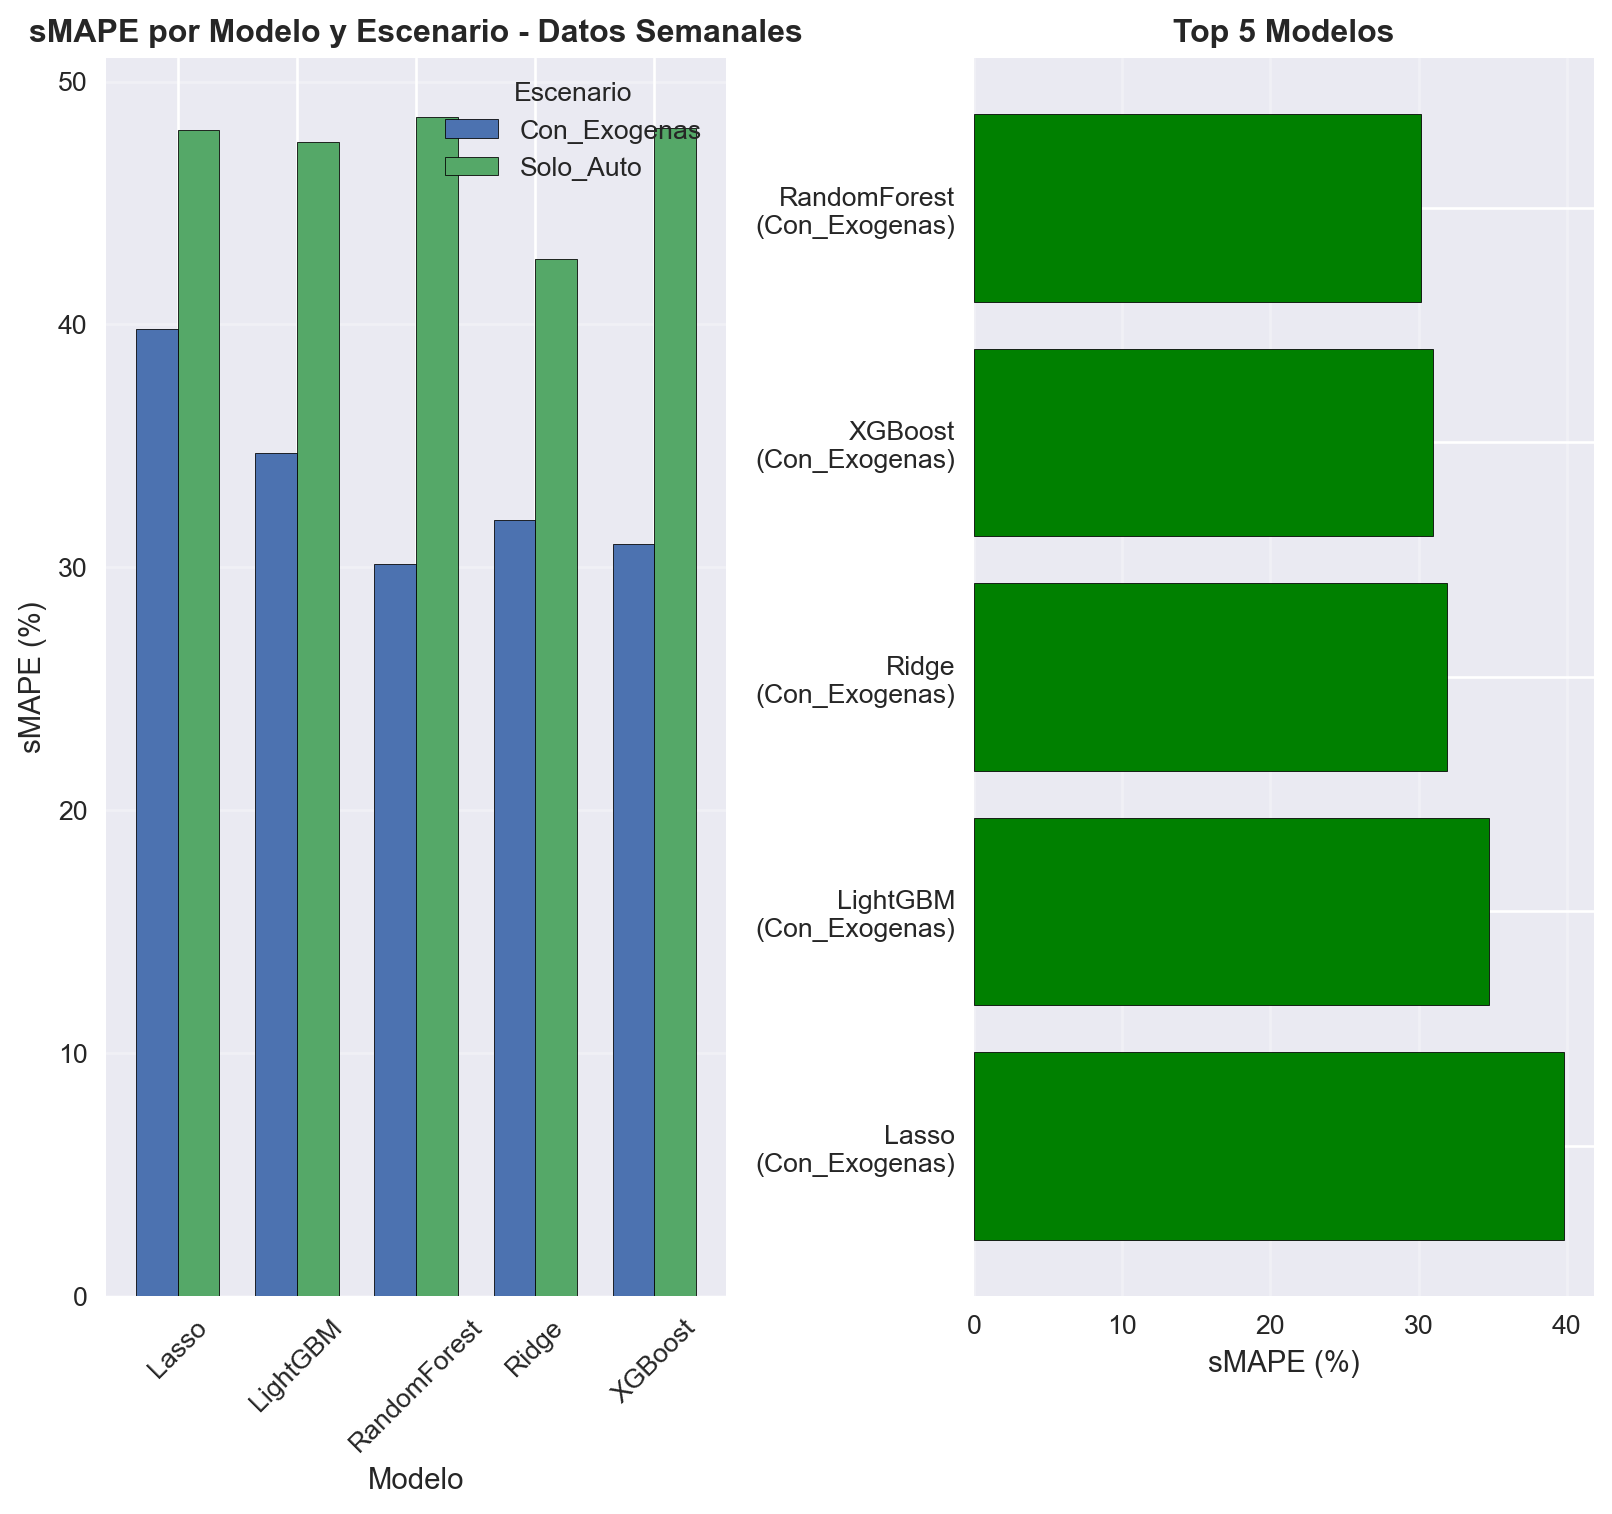 sMAPE por Modelo y Escenario - Datos Semanales
Escenario
Con_Exogenas
Solo_Auto
50
40
30
20
10
0
sMAPE (%)
Lasso
LightGBM
RandomForest
Ridge
XGBoost
Modelo
Top 5 Modelos
RandomForest
(Con_Exogenas)
XGBoost
(Con_Exogenas)
Ridge
(Con_Exogenas)
LightGBM
(Con_Exogenas)
Lasso
(Con_Exogenas)
0 10 20 30 40
sMAPE (%)